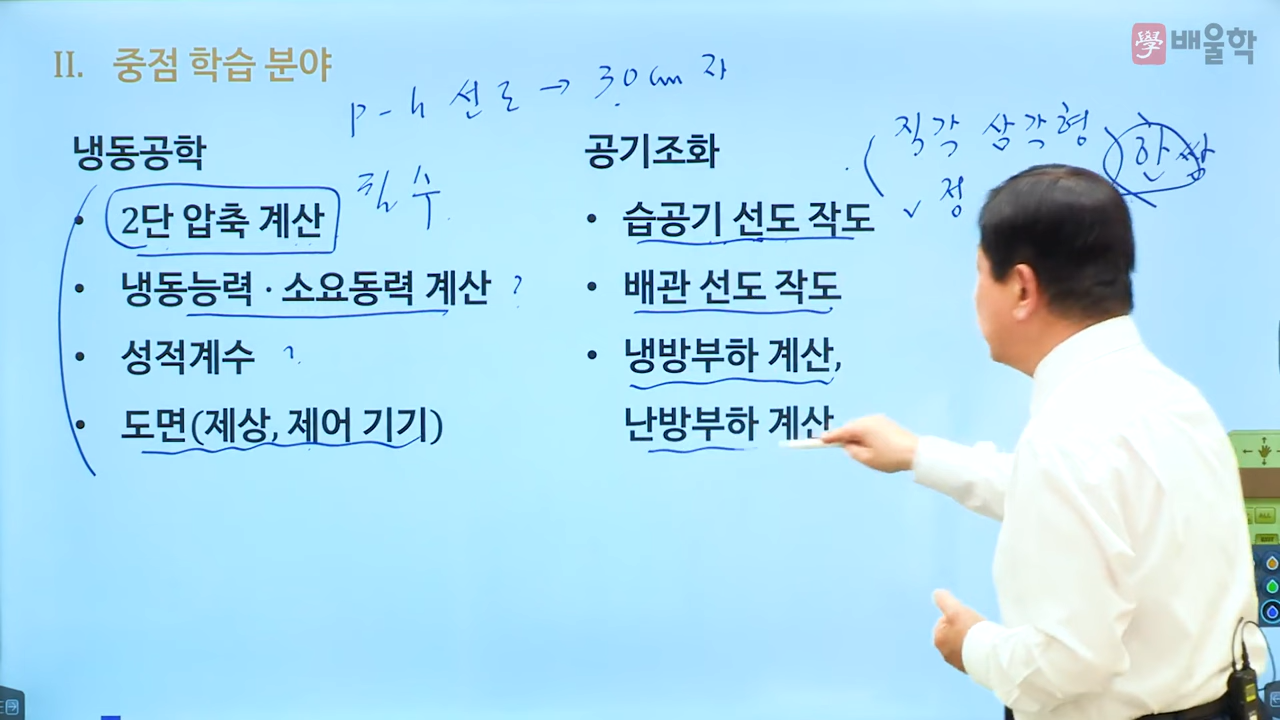 II. 중점 학습 분야
學 배울학
p-h 선도 → 30cm 자
냉동공학
필수
• 2단 압축 계산
• 냉동능력 · 소요동력 계산 ?
• 성적계수 ?
• 도면(제상, 제어 기기)
공기조화
직각 삼각형 한쌍
✓ 정
• 습공기 선도 작도
• 배관 선도 작도
• 냉방부하 계산,
난방부하 계산
ALL